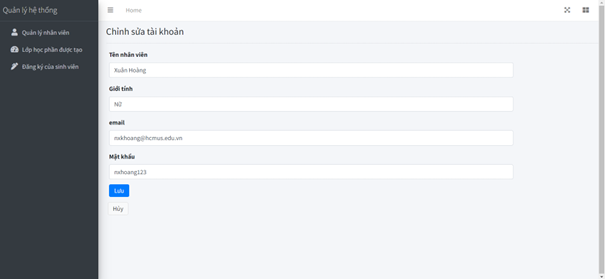 Quản lý hệ thống
Home
Quản lý nhân viên
Lớp học phần được tạo
Đăng ký của sinh viên
Chỉnh sửa tài khoản
Tên nhân viên
Xuân Hoàng
Giới tính
Nữ
email
nxkhoang@hcmus.edu.vn
Mật khẩu
nxhoang123
Lưu
Hủy